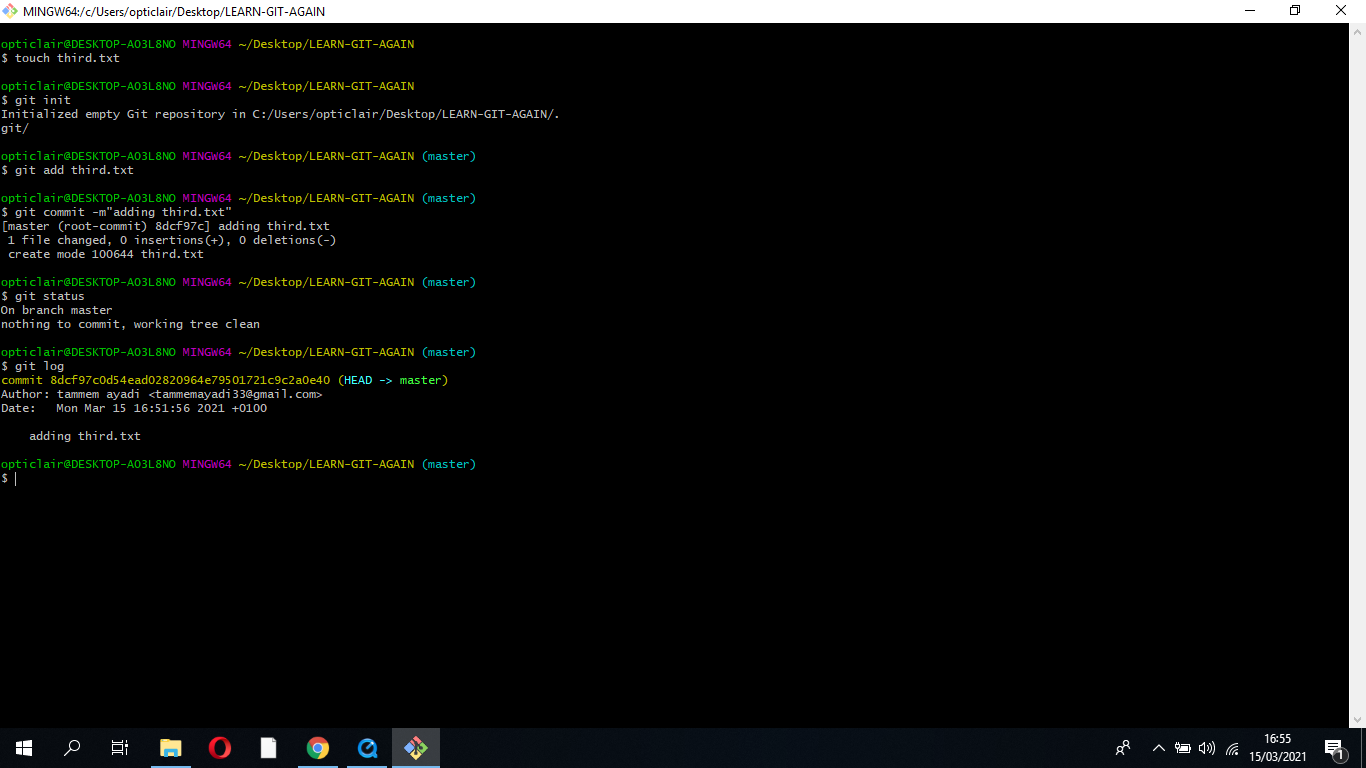 MINGW64:/c/Users/opticlair/Desktop/LEARN-GIT-AGAIN
opticlair@DESKTOP-AO3L8NO MINGW64 ~/Desktop/LEARN-GIT-AGAIN
$ touch third.txt
opticlair@DESKTOP-AO3L8NO MINGW64 ~/Desktop/LEARN-GIT-AGAIN
$ git init
Initialized empty Git repository in C:/Users/opticlair/Desktop/LEARN-GIT-AGAIN/.
git/
opticlair@DESKTOP-AO3L8NO MINGW64 ~/Desktop/LEARN-GIT-AGAIN (master)
$ git add third.txt
opticlair@DESKTOP-AO3L8NO MINGW64 ~/Desktop/LEARN-GIT-AGAIN (master)
$ git commit -m"adding third.txt"
[master (root-commit) 8dcf97c] adding third.txt
 1 file changed, 0 insertions(+), 0 deletions(-)
 create mode 100644 third.txt
opticlair@DESKTOP-AO3L8NO MINGW64 ~/Desktop/LEARN-GIT-AGAIN (master)
$ git status
On branch master
nothing to commit, working tree clean
opticlair@DESKTOP-AO3L8NO MINGW64 ~/Desktop/LEARN-GIT-AGAIN (master)
$ git log
commit 8dcf97c0d54ead02820964e79501721c9c2a0e40 (HEAD -> master)
Author: tammem ayadi <tammemayadi33@gmail.com>
Date:   Mon Mar 15 16:51:56 2021 +0100
    adding third.txt
opticlair@DESKTOP-AO3L8NO MINGW64 ~/Desktop/LEARN-GIT-AGAIN (master)
$
16:55
15/03/2021
1